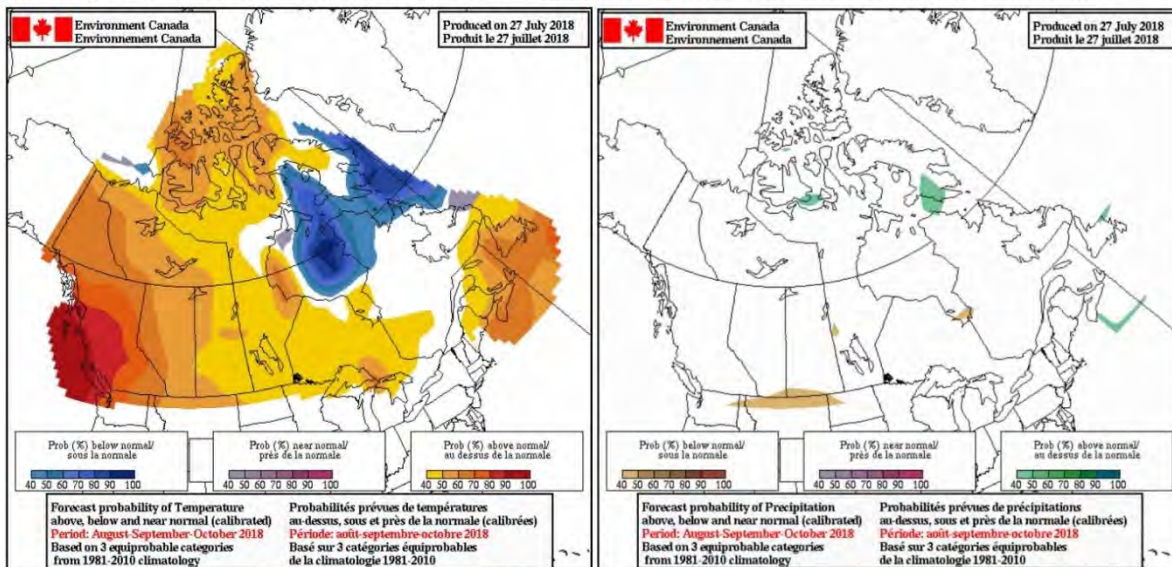 Environment Canada
Environnement Canada
Produced on 27 July 2018
Produit le 27 juillet 2018
Prob (%) below normal/
sous la normale
40 50 60 70 80 90 100
Prob (%) near normal/
près de la normale
40 50 60 70 80 90 100
Prob (%) above normal/
au dessus de la normale
40 50 60 70 80 90 100
Forecast probability of Temperature
above, below and near normal (calibrated)
Period: August-September-October 2018
Based on 3 equiprobable categories
from 1981-2010 climatology
Probabilités prévues de températures
au-dessus, sous et près de la normale (calibrées)
Période: août-septembre-octobre 2018
Basé sur 3 catégories équiprobables
de la climatologie 1981-2010
Environment Canada
Environnement Canada
Produced on 27 July 2018
Produit le 27 juillet 2018
Prob (%) below normal/
sous la normale
40 50 60 70 80 90 100
Prob (%) near normal/
près de la normale
40 50 60 70 80 90 100
Prob (%) above normal/
au dessus de la normale
40 50 60 70 80 90 100
Forecast probability of Precipitation
above, below and near normal (calibrated)
Period: August-September-October 2018
Based on 3 equiprobable categories
from 1981-2010 climatology
Probabilités prévues de précipitations
au-dessus, sous et près de la normale (calibrées)
Période: août-septembre-octobre 2018
Basé sur 3 catégories équiprobables
de la climatologie 1981-2010